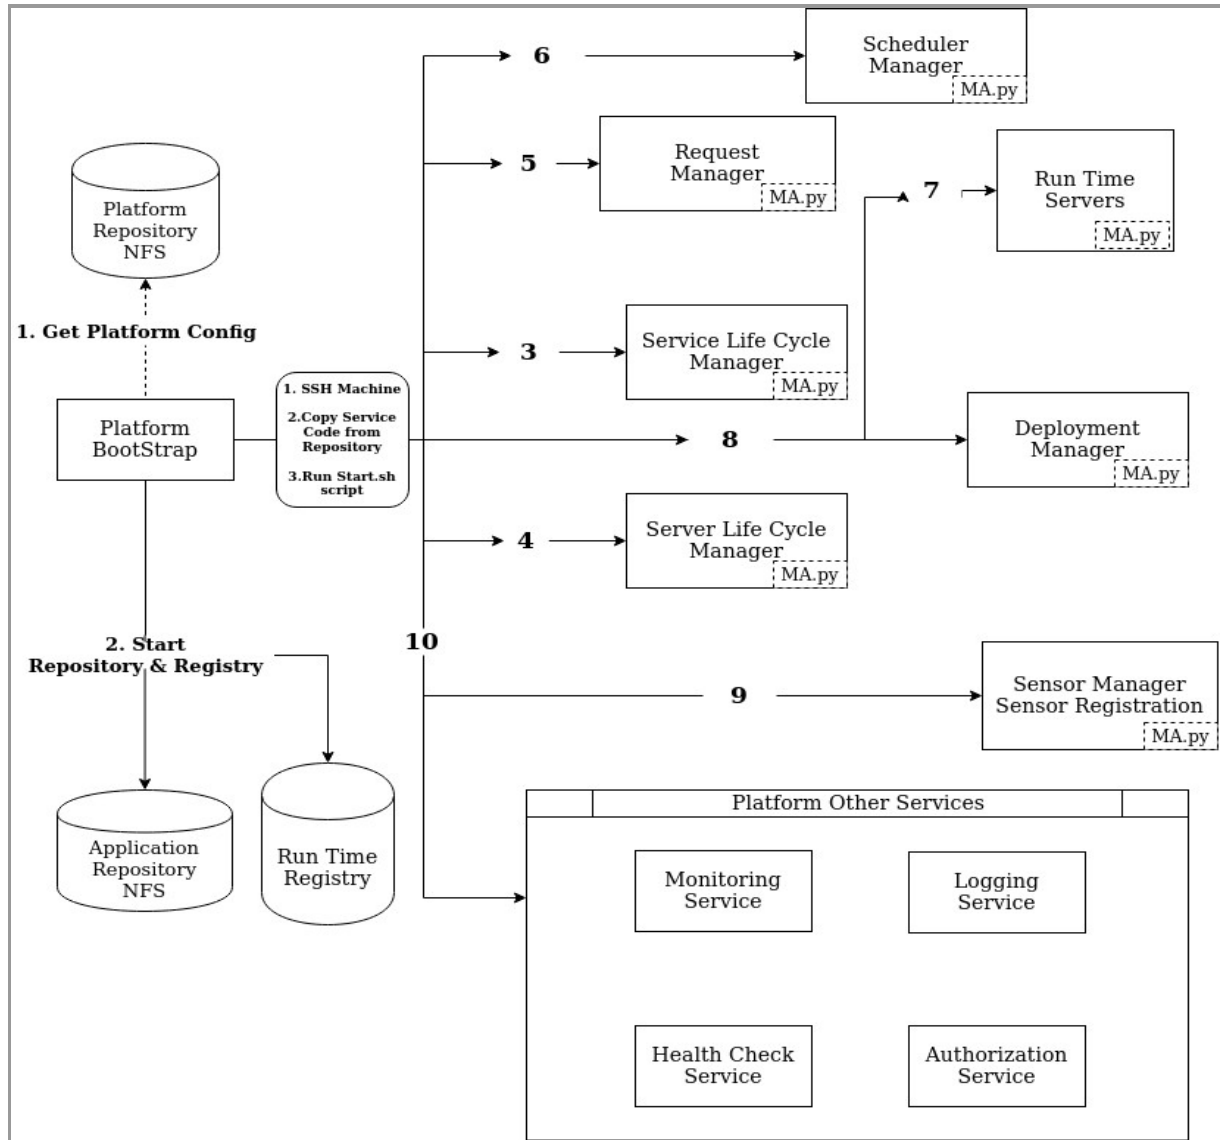 6
Scheduler
Manager
MA.py
5
Request
Manager
MA.py
7
Run Time
Servers
MA.py
Platform
Repository
NFS
1. Get Platform Config
3
Service Life Cycle
Manager
MA.py
Platform
BootStrap
1. SSH Machine
2.Copy Service
Code from
Repository
3.Run Start.sh
script
8
Deployment
Manager
MA.py
4
Server Life Cycle
Manager
MA.py
2. Start
Repository & Registry
10
9
Sensor Manager
Sensor Registration
MA.py
Application
Repository
NFS
Run Time
Registry
Platform Other Services
Monitoring
Service
Logging
Service
Health Check
Service
Authorization
Service